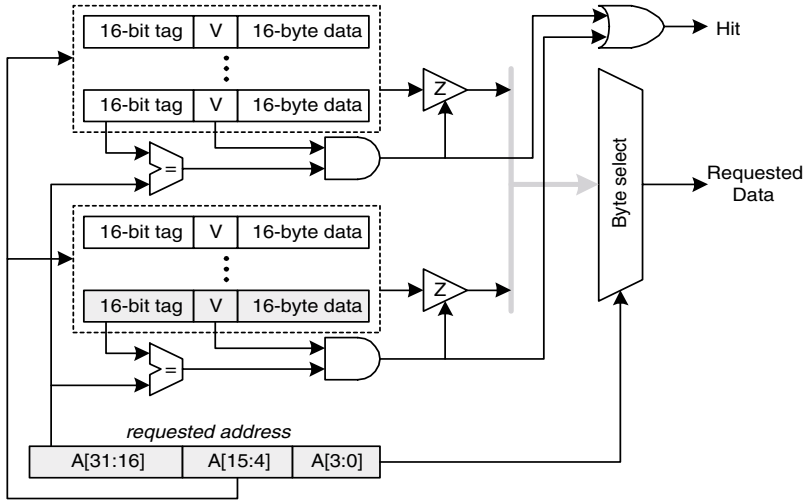 16-bit tag V 16-byte data
Hit
16-bit tag V 16-byte data
Z
=
Byte select
Requested
Data
16-bit tag V 16-byte data
16-bit tag V 16-byte data
Z
=
requested address
A[31:16] A[15:4] A[3:0]